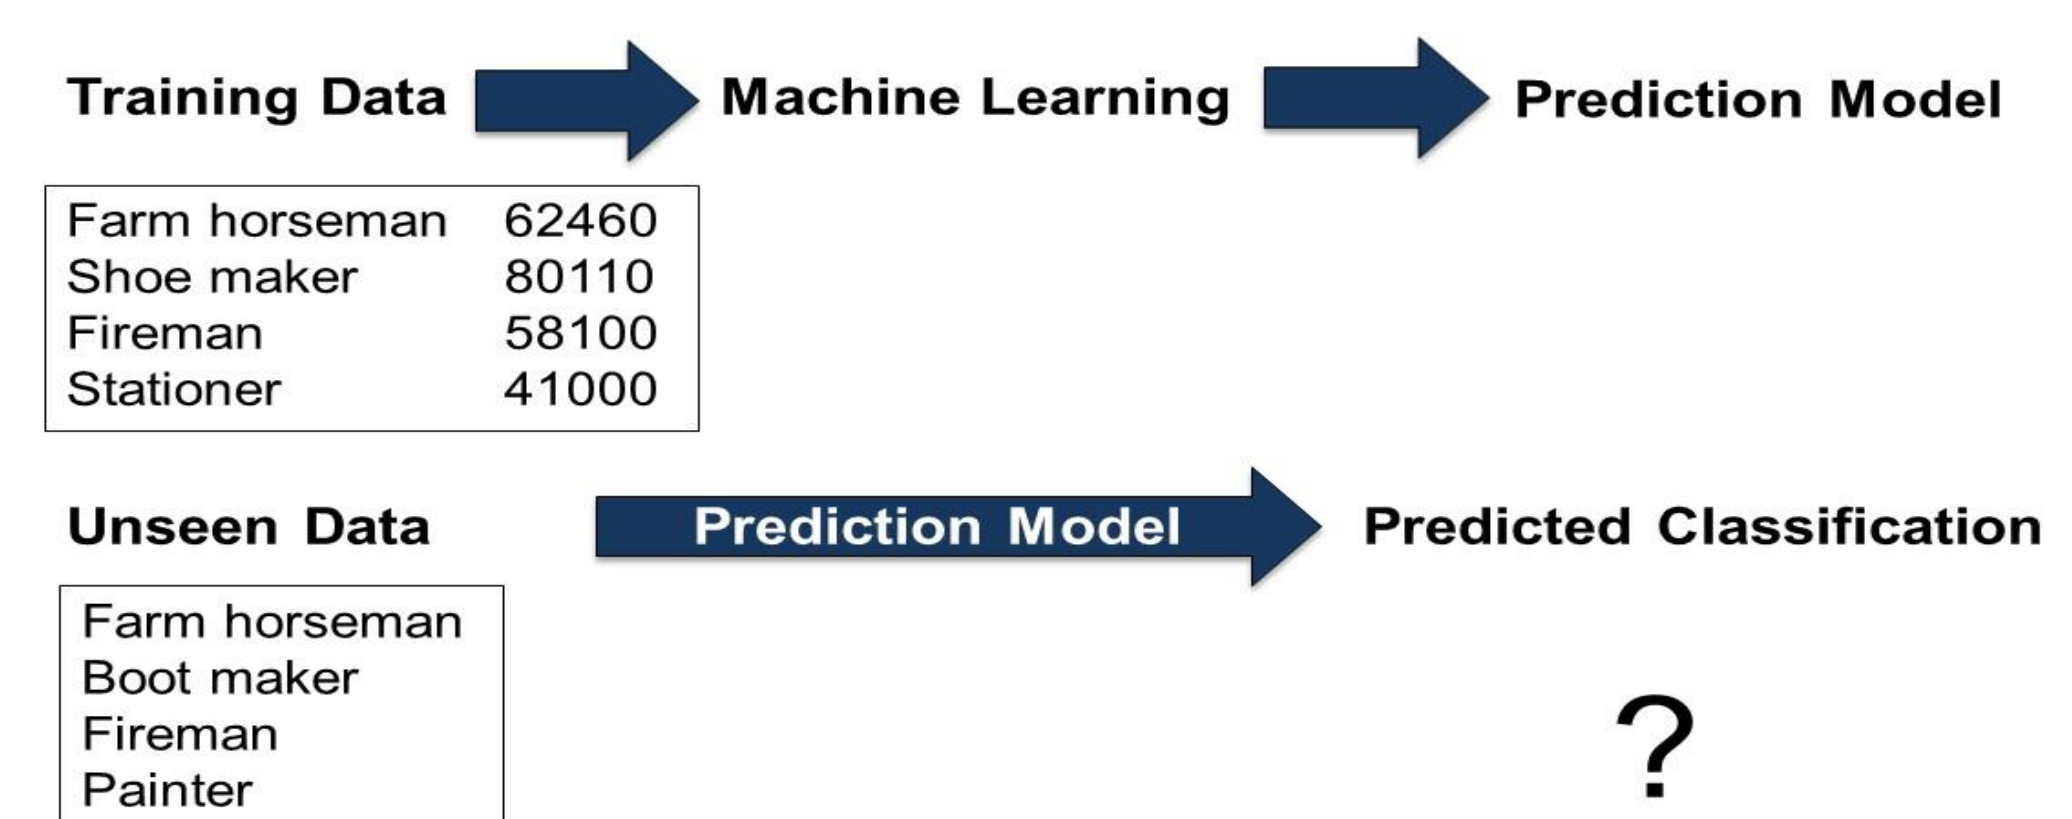 Training Data Machine Learning Prediction Model
Farm horseman 62460
Shoe maker 80110
Fireman 58100
Stationer 41000
Unseen Data Prediction Model Predicted Classification
Farm horseman
Boot maker
Fireman
Painter
?